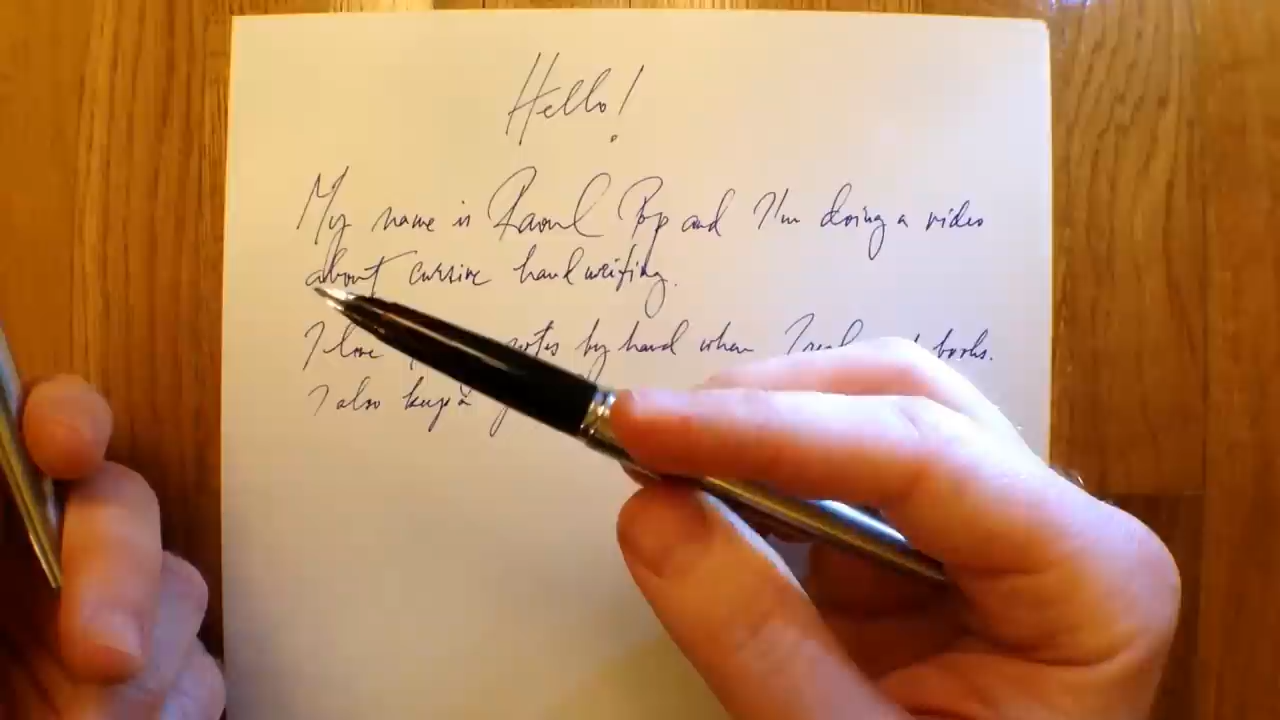 Hello!
My name is Raoul Pop and I'm doing a video
about cursive handwriting.
I love notes by hand when I read books.
I also keep a